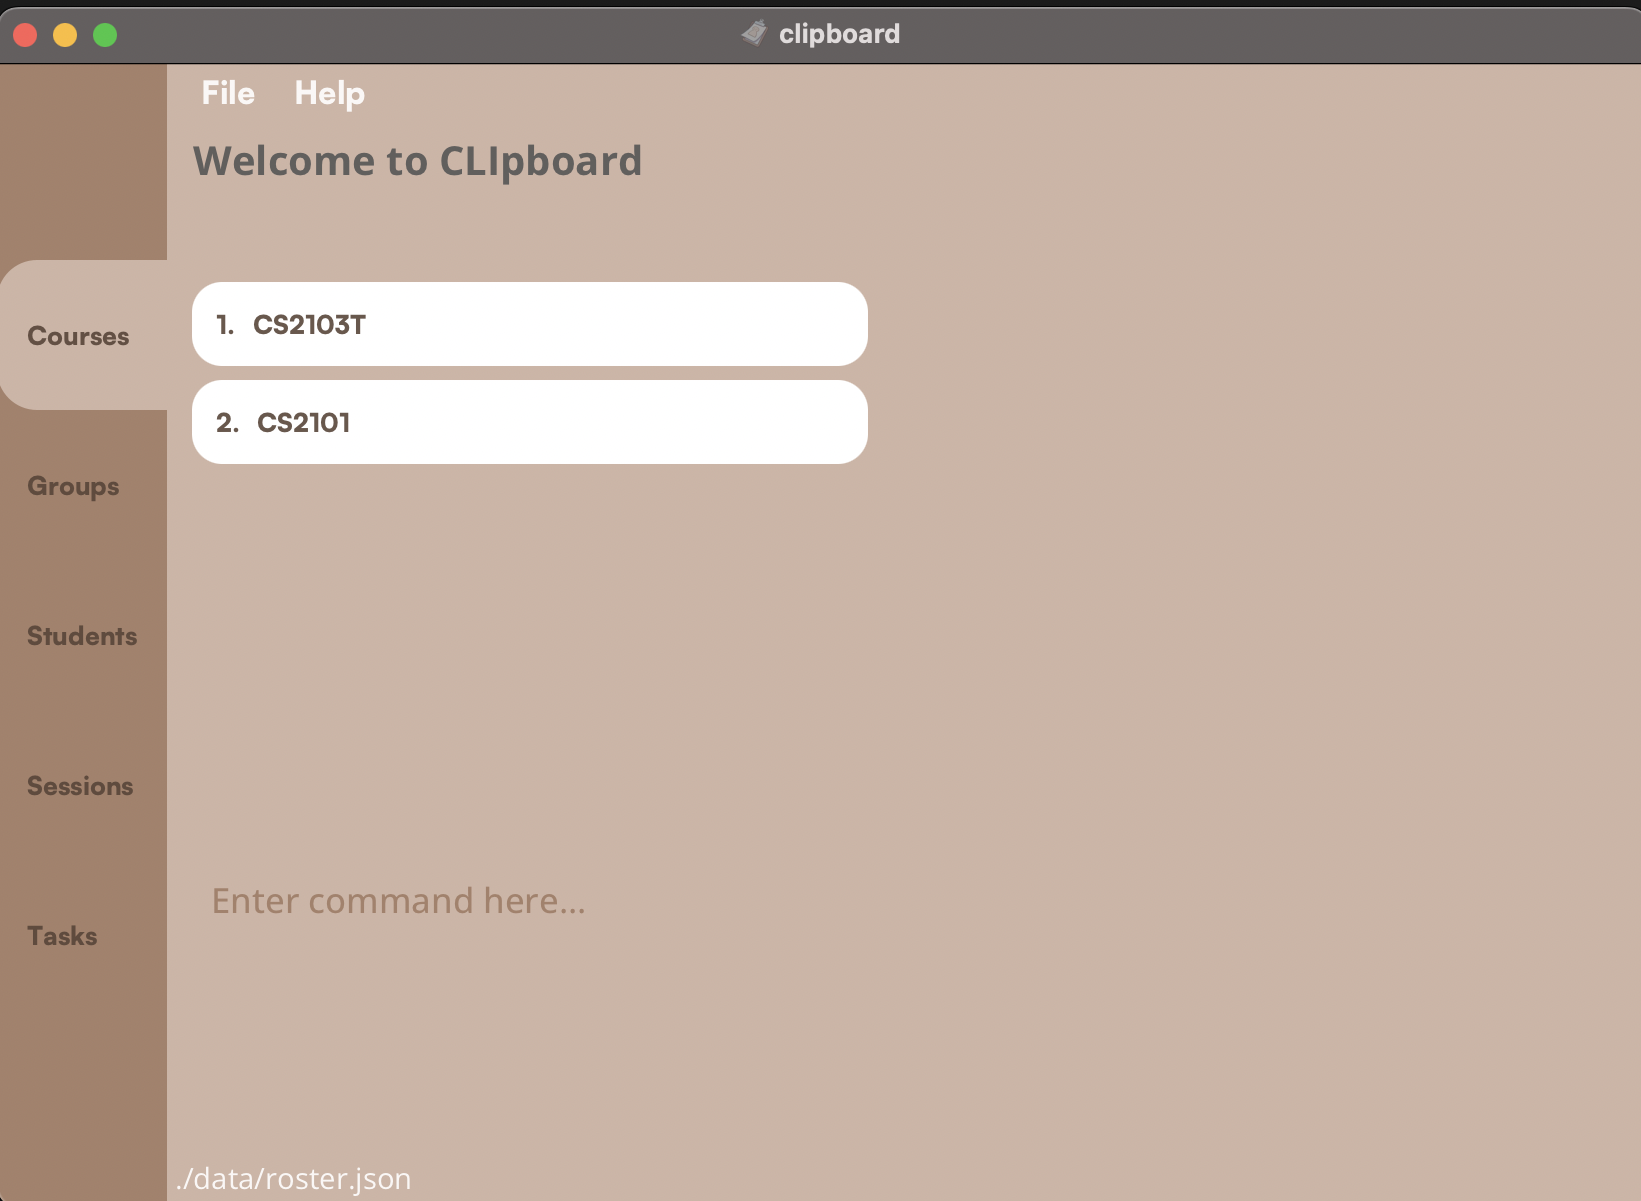 clipboard
File Help
Welcome to CLIpboard
Courses
Groups
Students
Sessions
Tasks
1. CS2103T
2. CS2101
Enter command here...
./data/roster.json